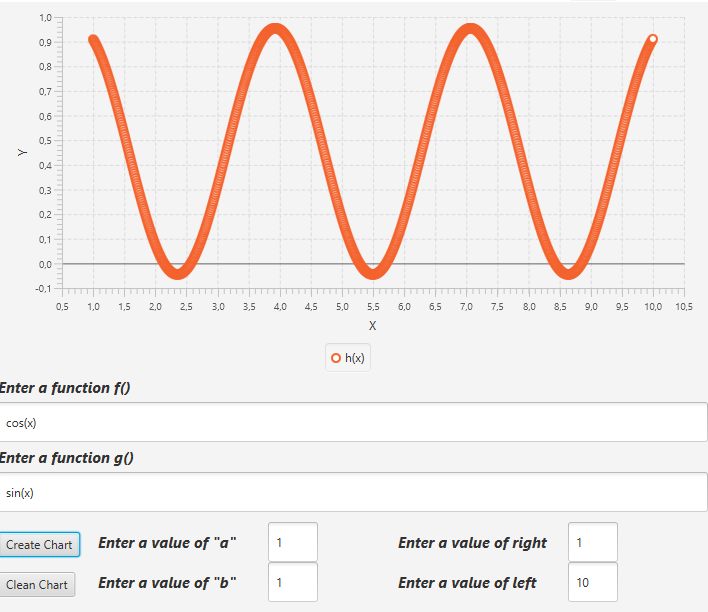 1,0
0,9
0,8
0,7
0,6
0,5
0,4
0,3
0,2
0,1
0,0
-0,1
Y
0,5 1,0 1,5 2,0 2,5 3,0 3,5 4,0 4,5 5,0 5,5 6,0 6,5 7,0 7,5 8,0 8,5 9,0 9,5 10,0 10,5
X
h(x)
Enter a function f()
cos(x)
Enter a function g()
sin(x)
Create Chart Enter a value of "a" 1 Enter a value of right 1
Clean Chart Enter a value of "b" 1 Enter a value of left 10